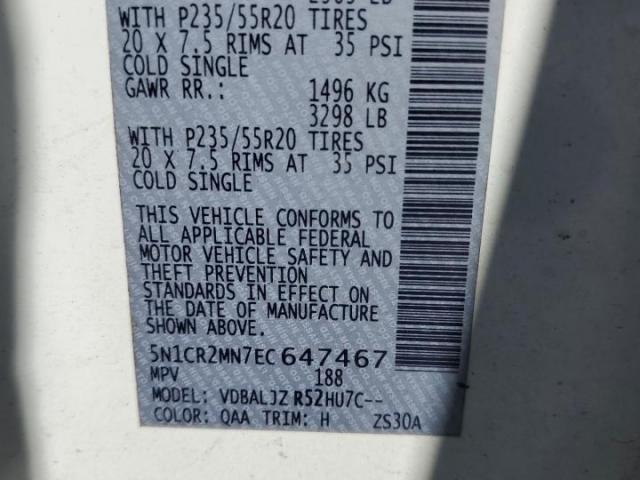 WITH P235/55R20 TIRES
20 X 7.5 RIMS AT 35 PSI
COLD SINGLE
GAWR RR.: 1496 KG
3298 LB
WITH P235/55R20 TIRES
20 X 7.5 RIMS AT 35 PSI
COLD SINGLE
THIS VEHICLE CONFORMS TO
ALL APPLICABLE FEDERAL
MOTOR VEHICLE SAFETY AND
THEFT PREVENTION
STANDARDS IN EFFECT ON
THE DATE OF MANUFACTURE
SHOWN ABOVE.
5N1CR2MN7EC647467
MPV 188
MODEL: VDBALJZ R52HU7C--
COLOR: QAA TRIM: H ZS30A